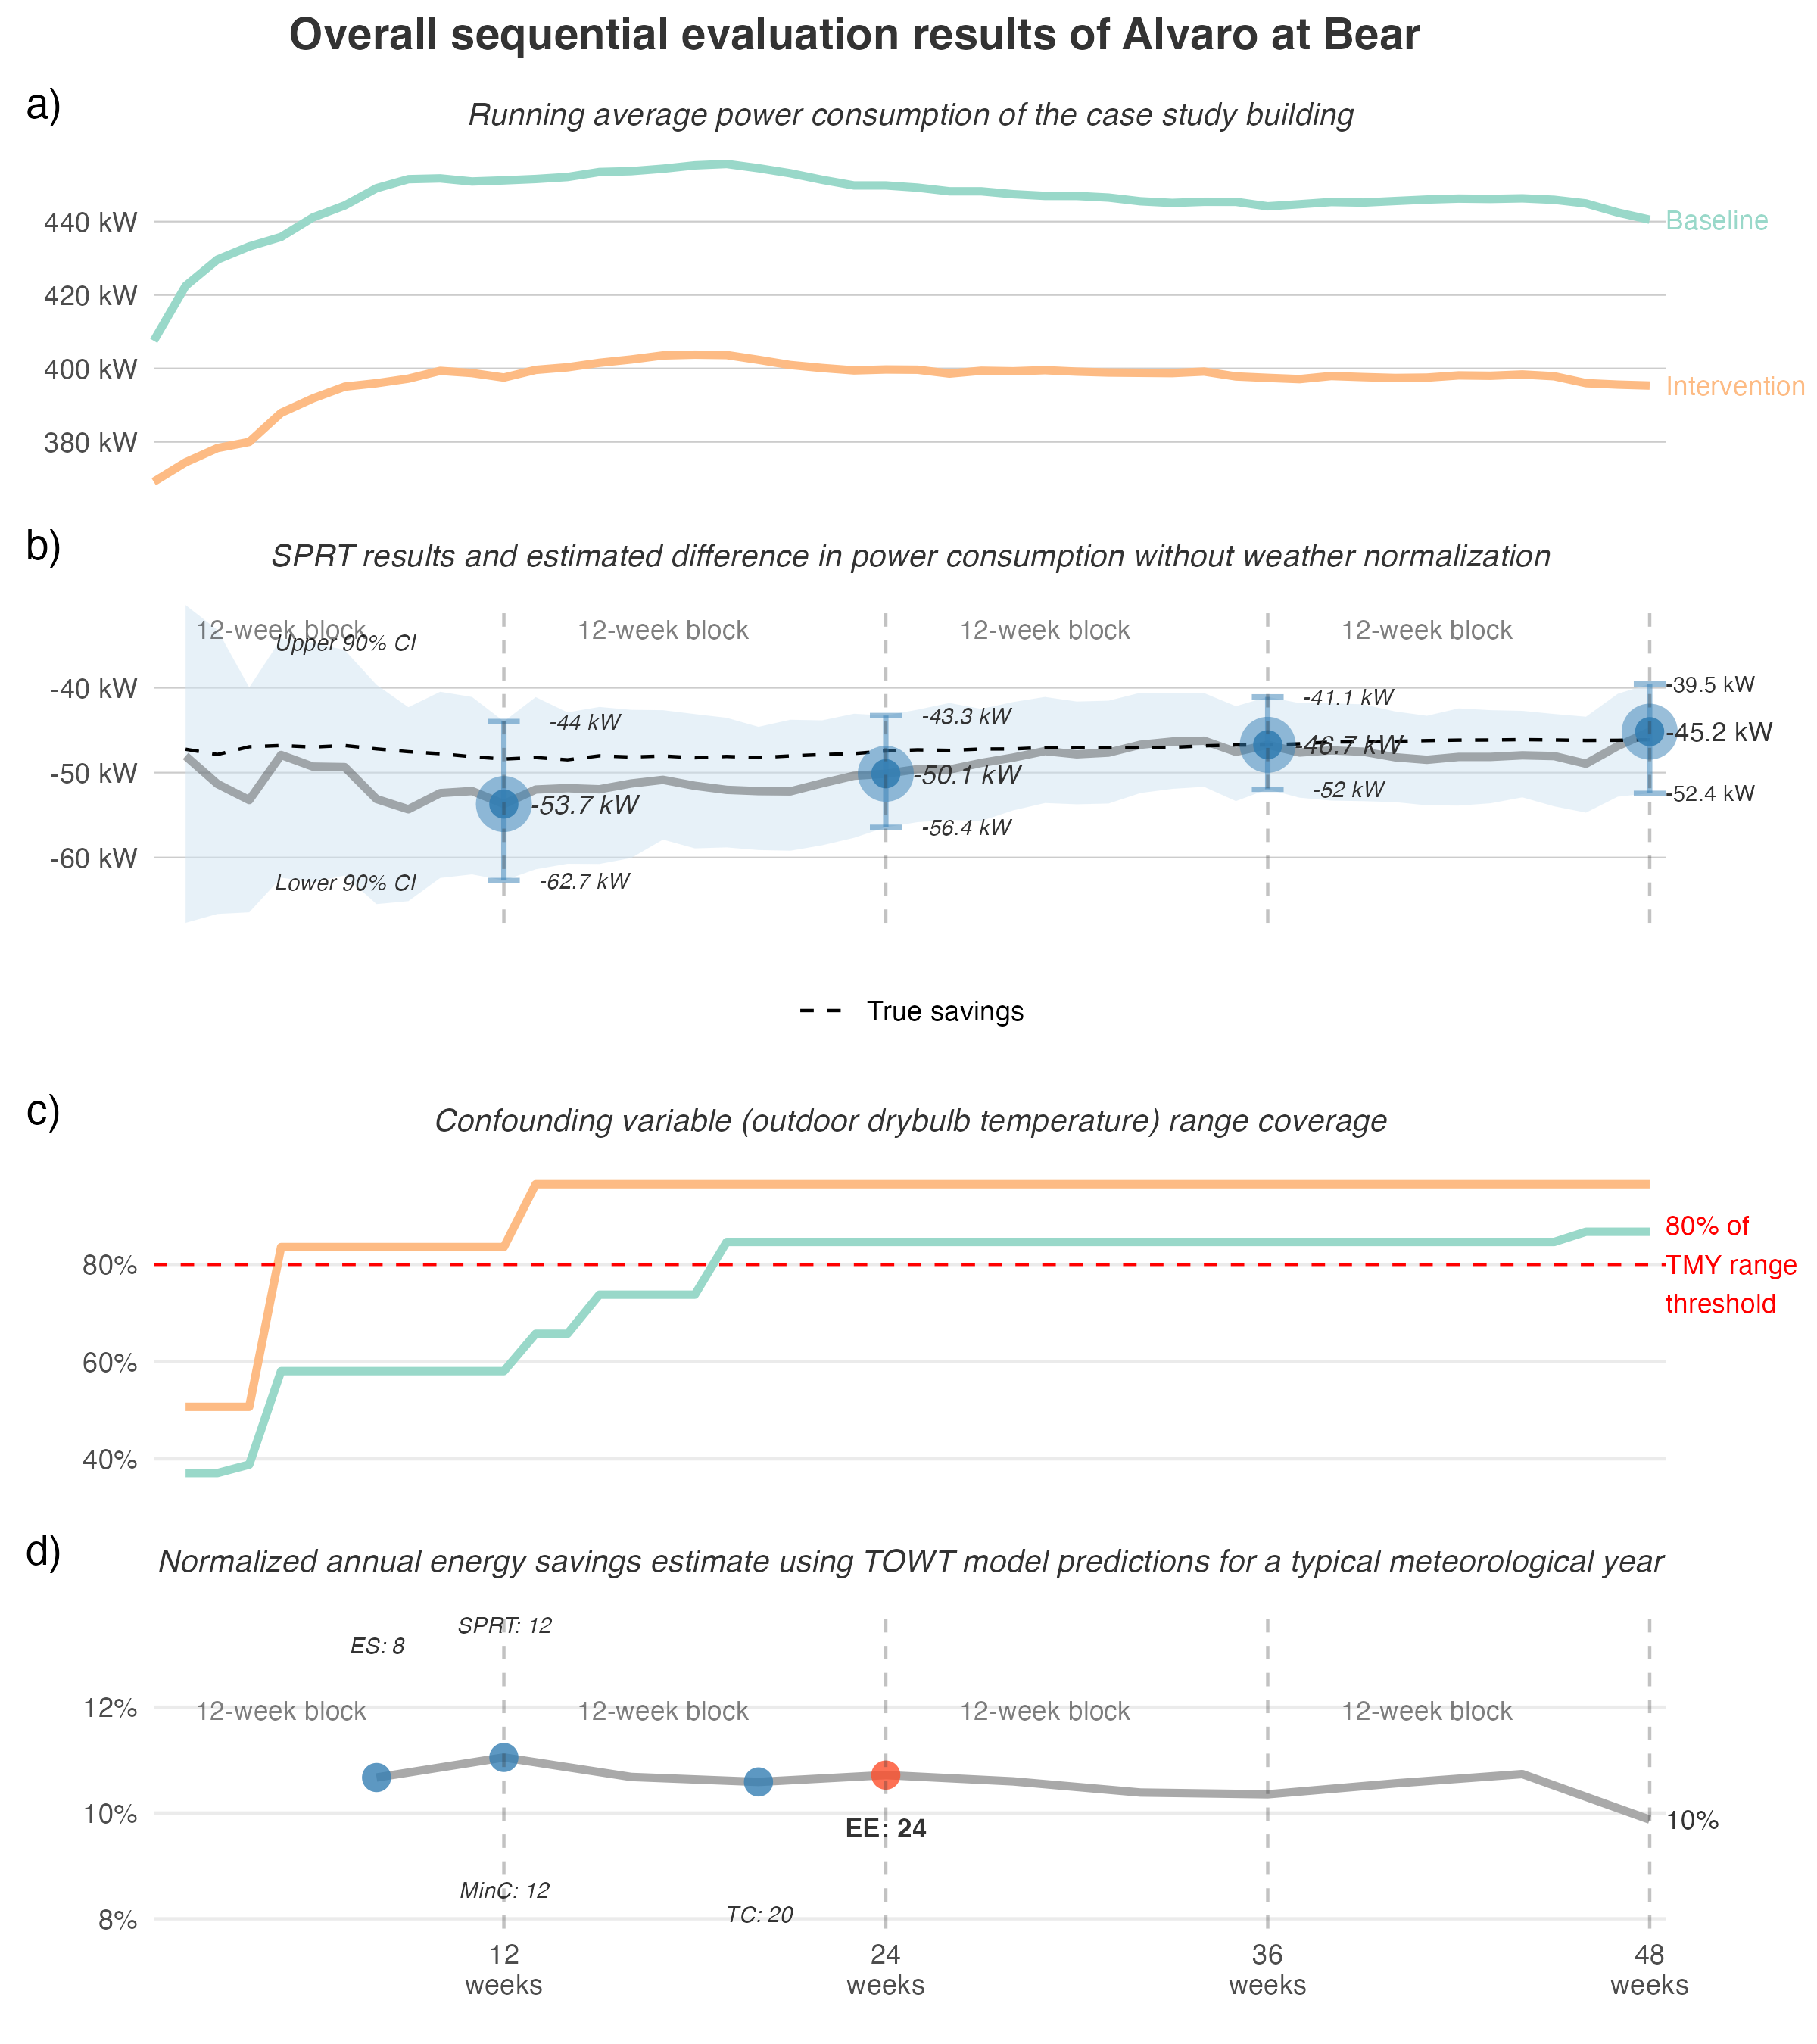 Overall sequential evaluation results of Alvaro at Bear
a)
Running average power consumption of the case study building
440 kW
420 kW
400 kW
380 kW
Baseline
Intervention
b)
SPRT results and estimated difference in power consumption without weather normalization
12-week block
12-week block
12-week block
12-week block
Upper 90% CI
Lower 90% CI
-40 kW
-50 kW
-60 kW
-44 kW
-53.7 kW
-62.7 kW
-43.3 kW
-50.1 kW
-56.4 kW
-41.1 kW
-46.7 kW
-52 kW
-39.5 kW
-45.2 kW
-52.4 kW
True savings
c)
Confounding variable (outdoor drybulb temperature) range coverage
80%
60%
40%
80% of
TMY range
threshold
d)
Normalized annual energy savings estimate using TOWT model predictions for a typical meteorological year
SPRT: 12
ES: 8
12%
10%
8%
12-week block
12-week block
12-week block
12-week block
EE: 24
10%
MinC: 12
TC: 20
12
weeks
24
weeks
36
weeks
48
weeks